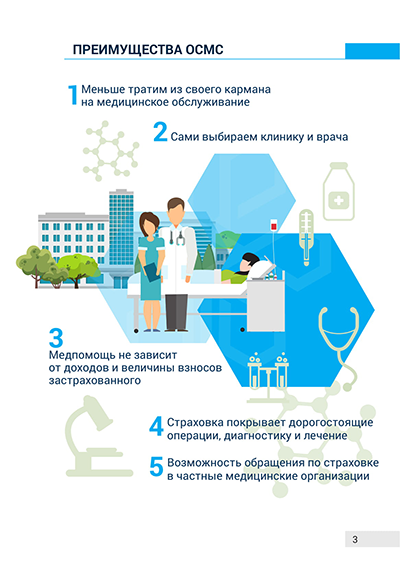 ПРЕИМУЩЕСТВА ОСМС
1 Меньше тратим из своего кармана
на медицинское обслуживание
2 Сами выбираем клинику и врача
3
Медпомощь не зависит
от доходов и величины взносов
застрахованного
4 Страховка покрывает дорогостоящие
операции, диагностику и лечение
5 Возможность обращения по страховке
в частные медицинские организации
3